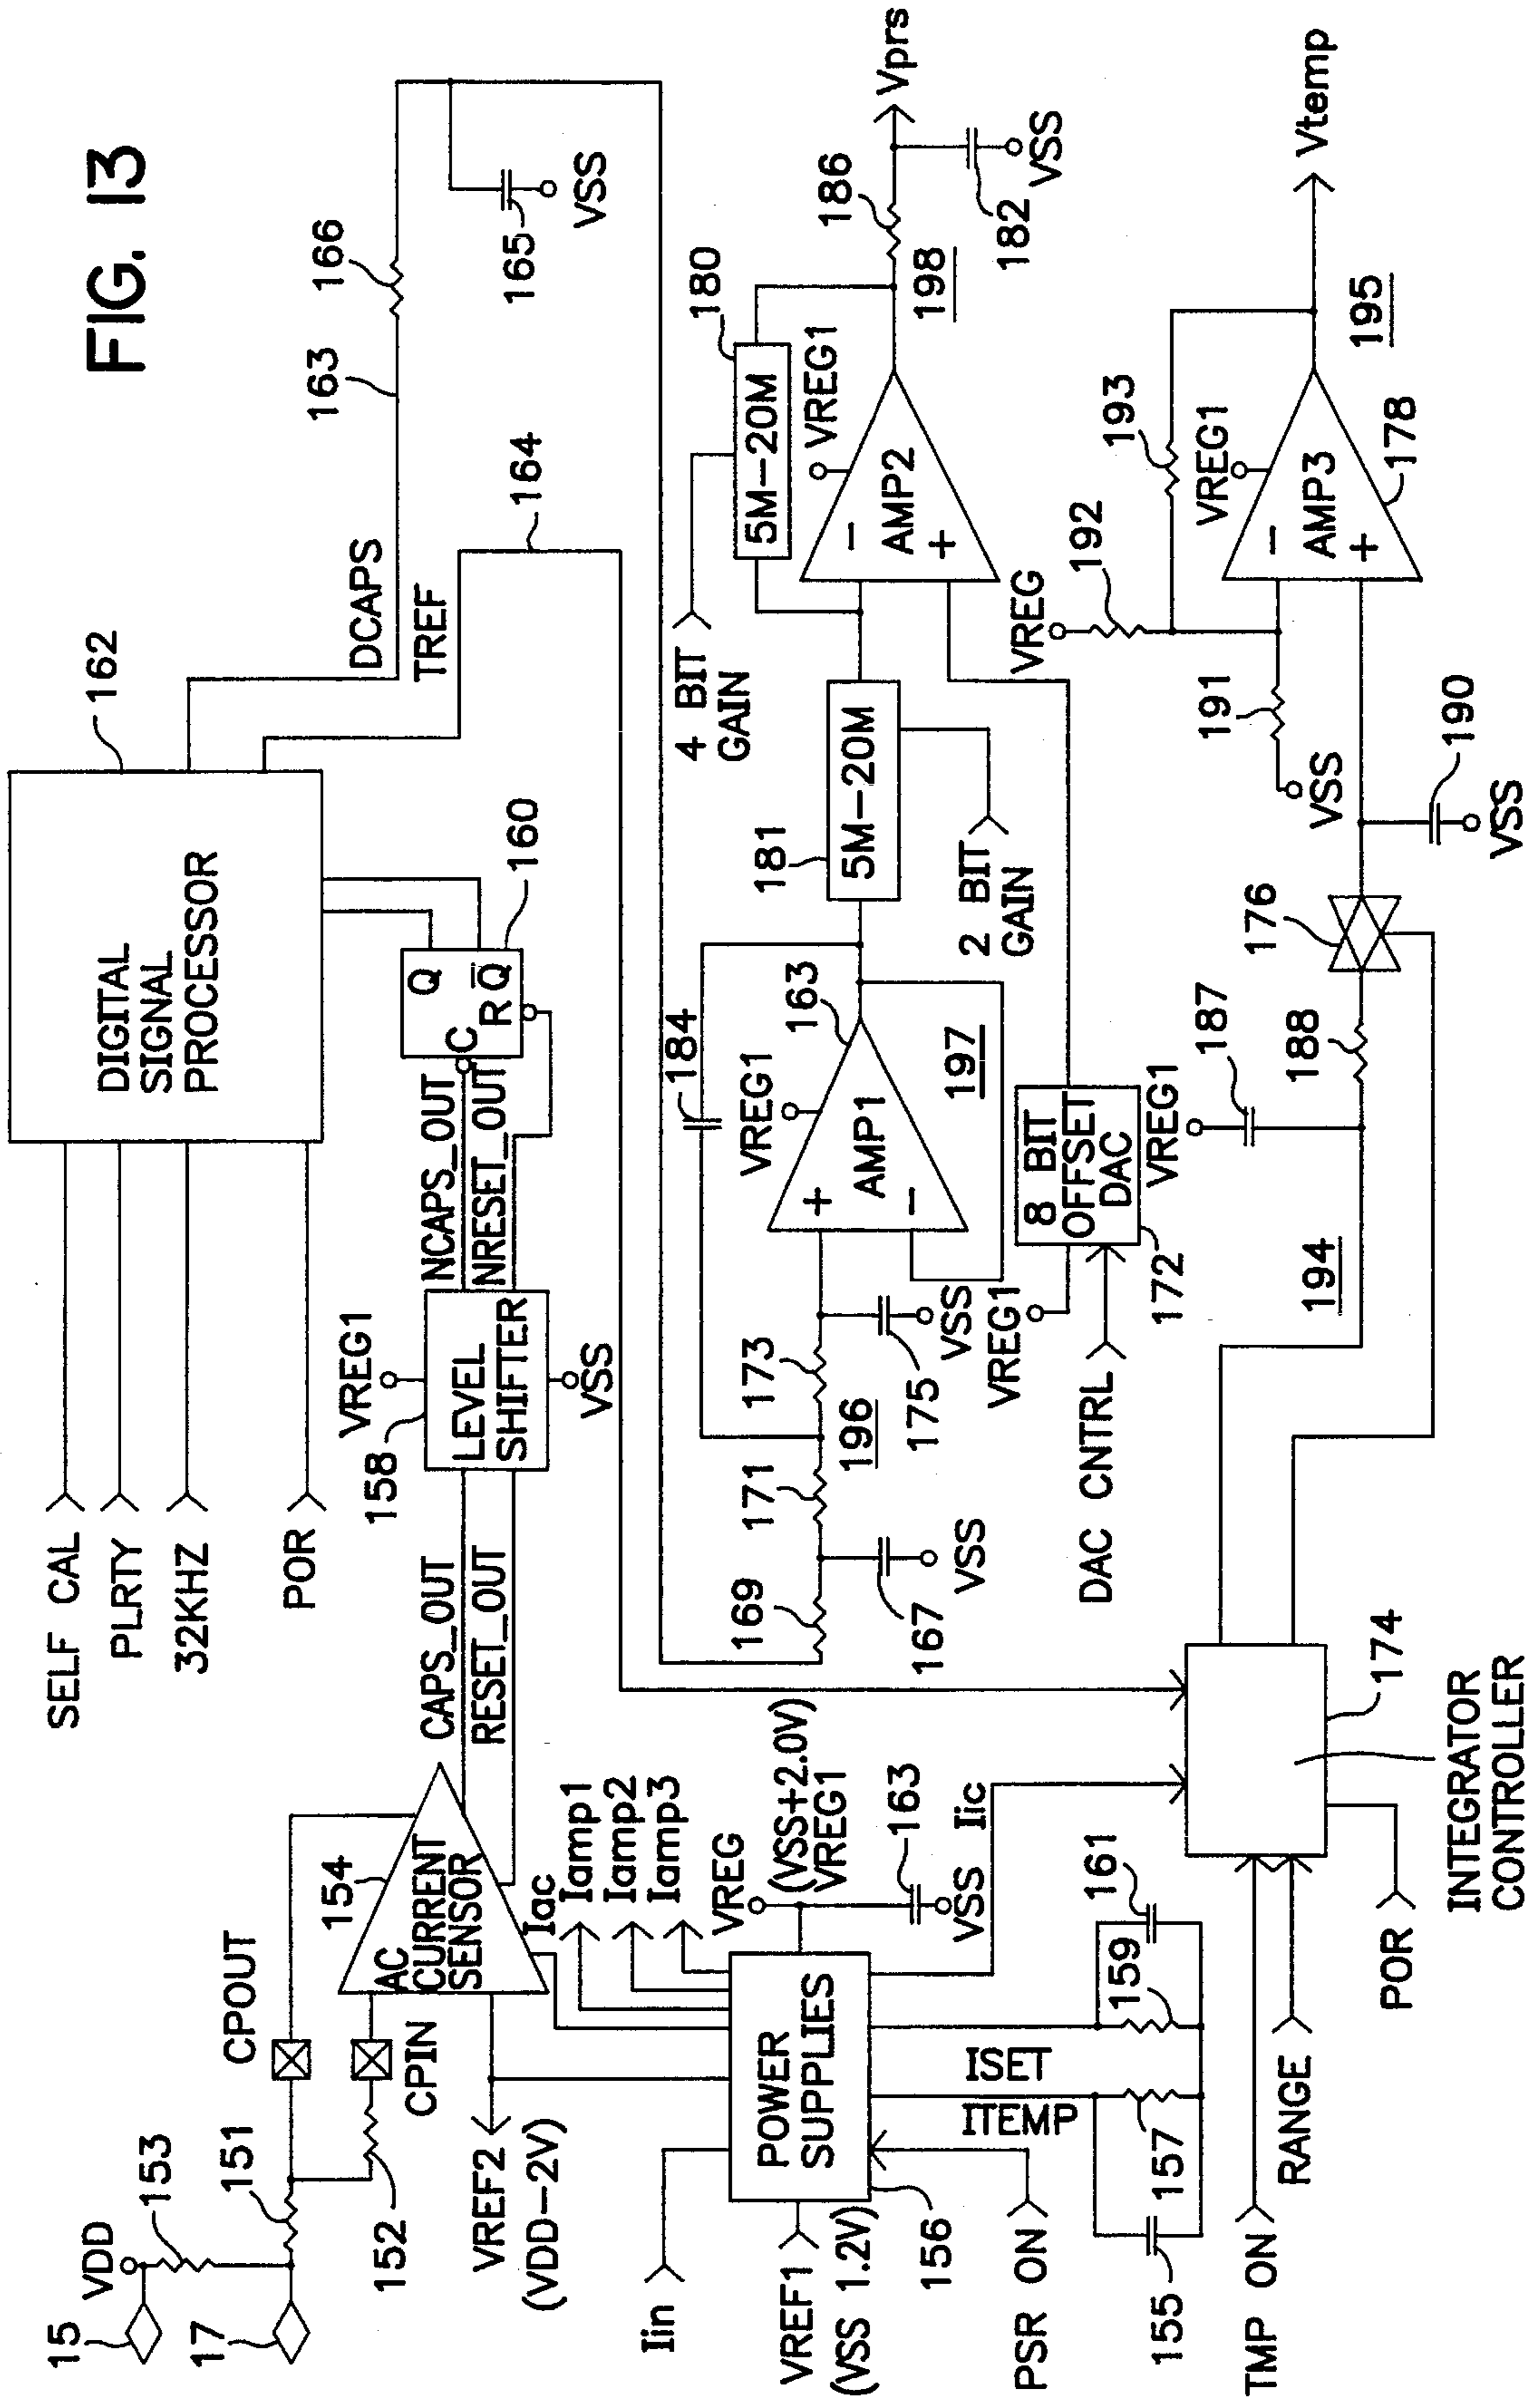 FIG. 13
SELF CAL
PLRTY
32KHZ
POR
DIGITAL
SIGNAL
PROCESSOR
162
DCAPS
TREF
163
166
165
VSS
164
15
17
VDD
153
151
152
CPOUT
CPIN
154
AC
CURRENT
SENSOR
CAPS_OUT
RESET_OUT
158
VREG1
LEVEL
SHIFTER
VSS
NCAPS_OUT
NRESET_OUT
C
Q
R Q̄
160
VREF2
(VDD-2V)
Iac
Iamp1
Iamp2
Iamp3
Iin
VREF1
(VSS 1.2V)
156
POWER
SUPPLIES
VREG
(VSS+2.0V)
VREG1
163
VSS
Iic
PSR ON
ISET
ITEMP
155
157
159
161
169
167
VSS
171
196
173
175
VSS
184
VREG1
+
AMP1
-
163
197
181
5M-20M
2 BIT
GAIN
4 BIT
GAIN
180
5M-20M
VREG1
-
AMP2
+
198
186
Vprs
182
VSS
DAC CNTRL
VREG1
8 BIT
OFFSET
DAC
172
TMP ON
RANGE
POR
174
INTEGRATOR
CONTROLLER
194
VREG1
187
188
176
190
VSS
VSS
191
VREG
192
193
VREG1
-
AMP3
+
178
195
Vtemp